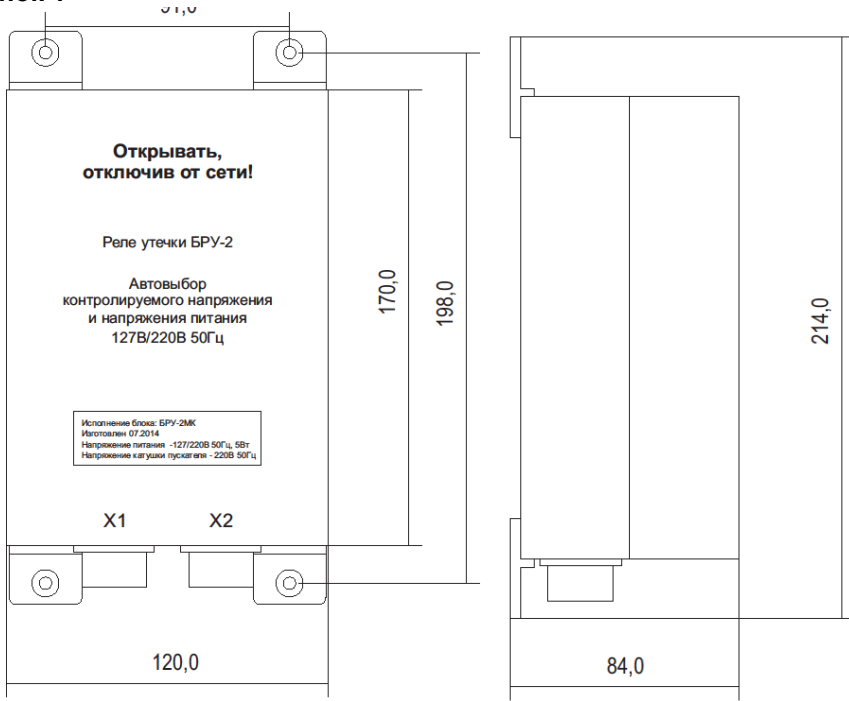 91,0
Открывать,
отключив от сети!
Реле утечки БРУ-2
Автовыбор
контролируемого напряжения
и напряжения питания
127В/220В 50Гц
Исполнение блока: БРУ-2МК
Изготовлен 07.2014
Напряжение питания -127/220В 50Гц, 5Вт
Напряжение катушки пускателя - 220В 50Гц
X1
X2
170,0
198,0
214,0
120,0
84,0